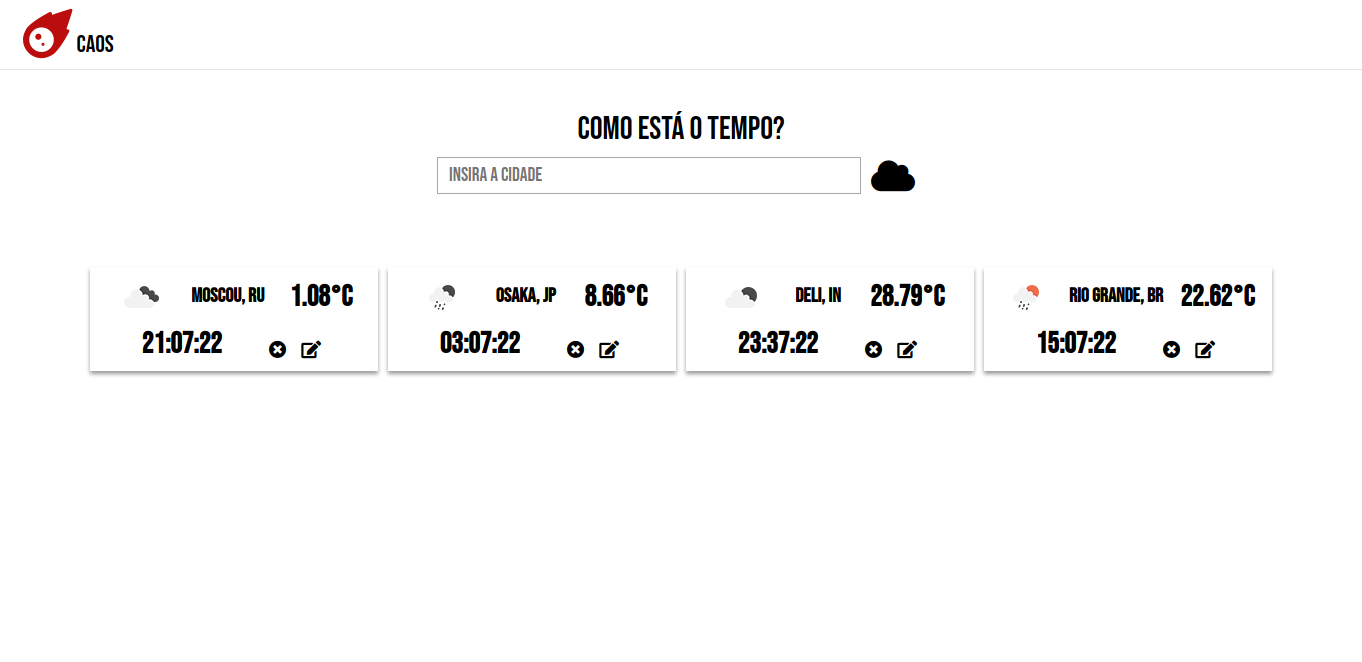 CAOS
COMO ESTÁ O TEMPO?
INSIRA A CIDADE
MOSCOU, RU 1.08°C
21:07:22
OSAKA, JP 8.66°C
03:07:22
DELI, IN 28.79°C
23:37:22
RIO GRANDE, BR 22.62°C
15:07:22